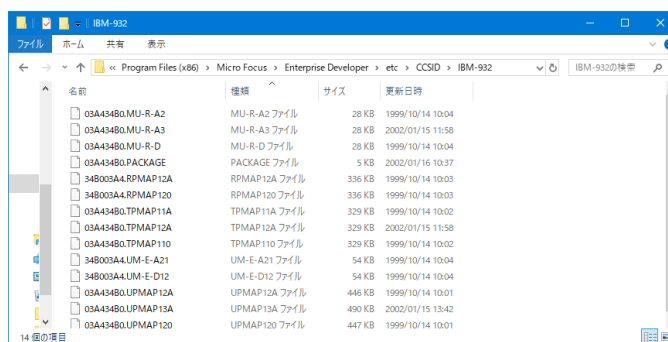 IBM-932
ファイル ホーム 共有 表示
« Program Files (x86) › Micro Focus › Enterprise Developer › etc › CCSID › IBM-932 IBM-932の検索
名前 種類 サイズ 更新日時
03A434B0.MU-R-A2 MU-R-A2 ファイル 28 KB 1999/10/14 10:04
03A434B0.MU-R-A3 MU-R-A3 ファイル 28 KB 2002/01/15 11:58
03A434B0.MU-R-D MU-R-D ファイル 28 KB 1999/10/14 10:04
03A434B0.PACKAGE PACKAGE ファイル 5 KB 2002/01/16 10:37
34B003A4.RPMAP12A RPMAP12A ファイル 336 KB 1999/10/14 10:03
34B003A4.RPMAP120 RPMAP120 ファイル 336 KB 1999/10/14 10:03
03A434B0.TPMAP11A TPMAP11A ファイル 329 KB 1999/10/14 10:02
03A434B0.TPMAP12A TPMAP12A ファイル 329 KB 2002/01/15 11:58
03A434B0.TPMAP110 TPMAP110 ファイル 329 KB 1999/10/14 10:02
34B003A4.UM-E-A21 UM-E-A21 ファイル 54 KB 1999/10/14 10:04
34B003A4.UM-E-D12 UM-E-D12 ファイル 54 KB 1999/10/14 10:04
03A434B0.UPMAP12A UPMAP12A ファイル 446 KB 1999/10/14 10:01
03A434B0.UPMAP13A UPMAP13A ファイル 490 KB 2002/01/15 13:42
03A434B0.UPMAP120 UPMAP120 ファイル 447 KB 1999/10/14 10:01
14 個の項目